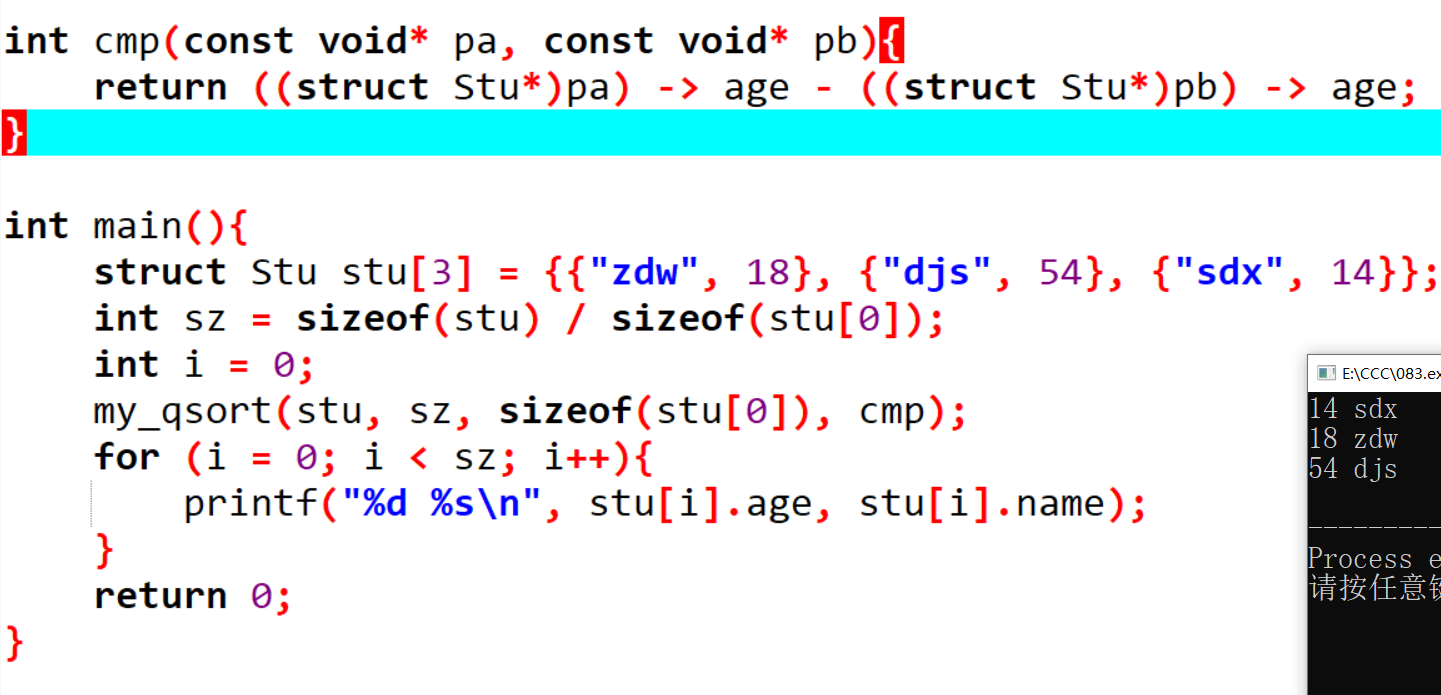 int cmp(const void* pa, const void* pb){
    return ((struct Stu*)pa) -> age - ((struct Stu*)pb) -> age;
}
int main(){
    struct Stu stu[3] = {{"zdw", 18}, {"djs", 54}, {"sdx", 14}};
    int sz = sizeof(stu) / sizeof(stu[0]);
    int i = 0;
    my_qsort(stu, sz, sizeof(stu[0]), cmp);
    for (i = 0; i < sz; i++){
        printf("%d %s\n", stu[i].age, stu[i].name);
    }
    return 0;
}
E:\CCC\083.ex
14 sdx
18 zdw
54 djs
---------
Process e
请按任意